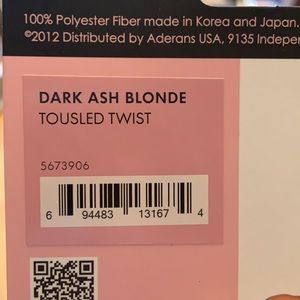 100% Polyester Fiber made in Korea and Japan.
©2012 Distributed by Aderans USA, 9135
DARK ASH BLONDE
TOUSLED TWIST
5673906
6 94483 13167 4